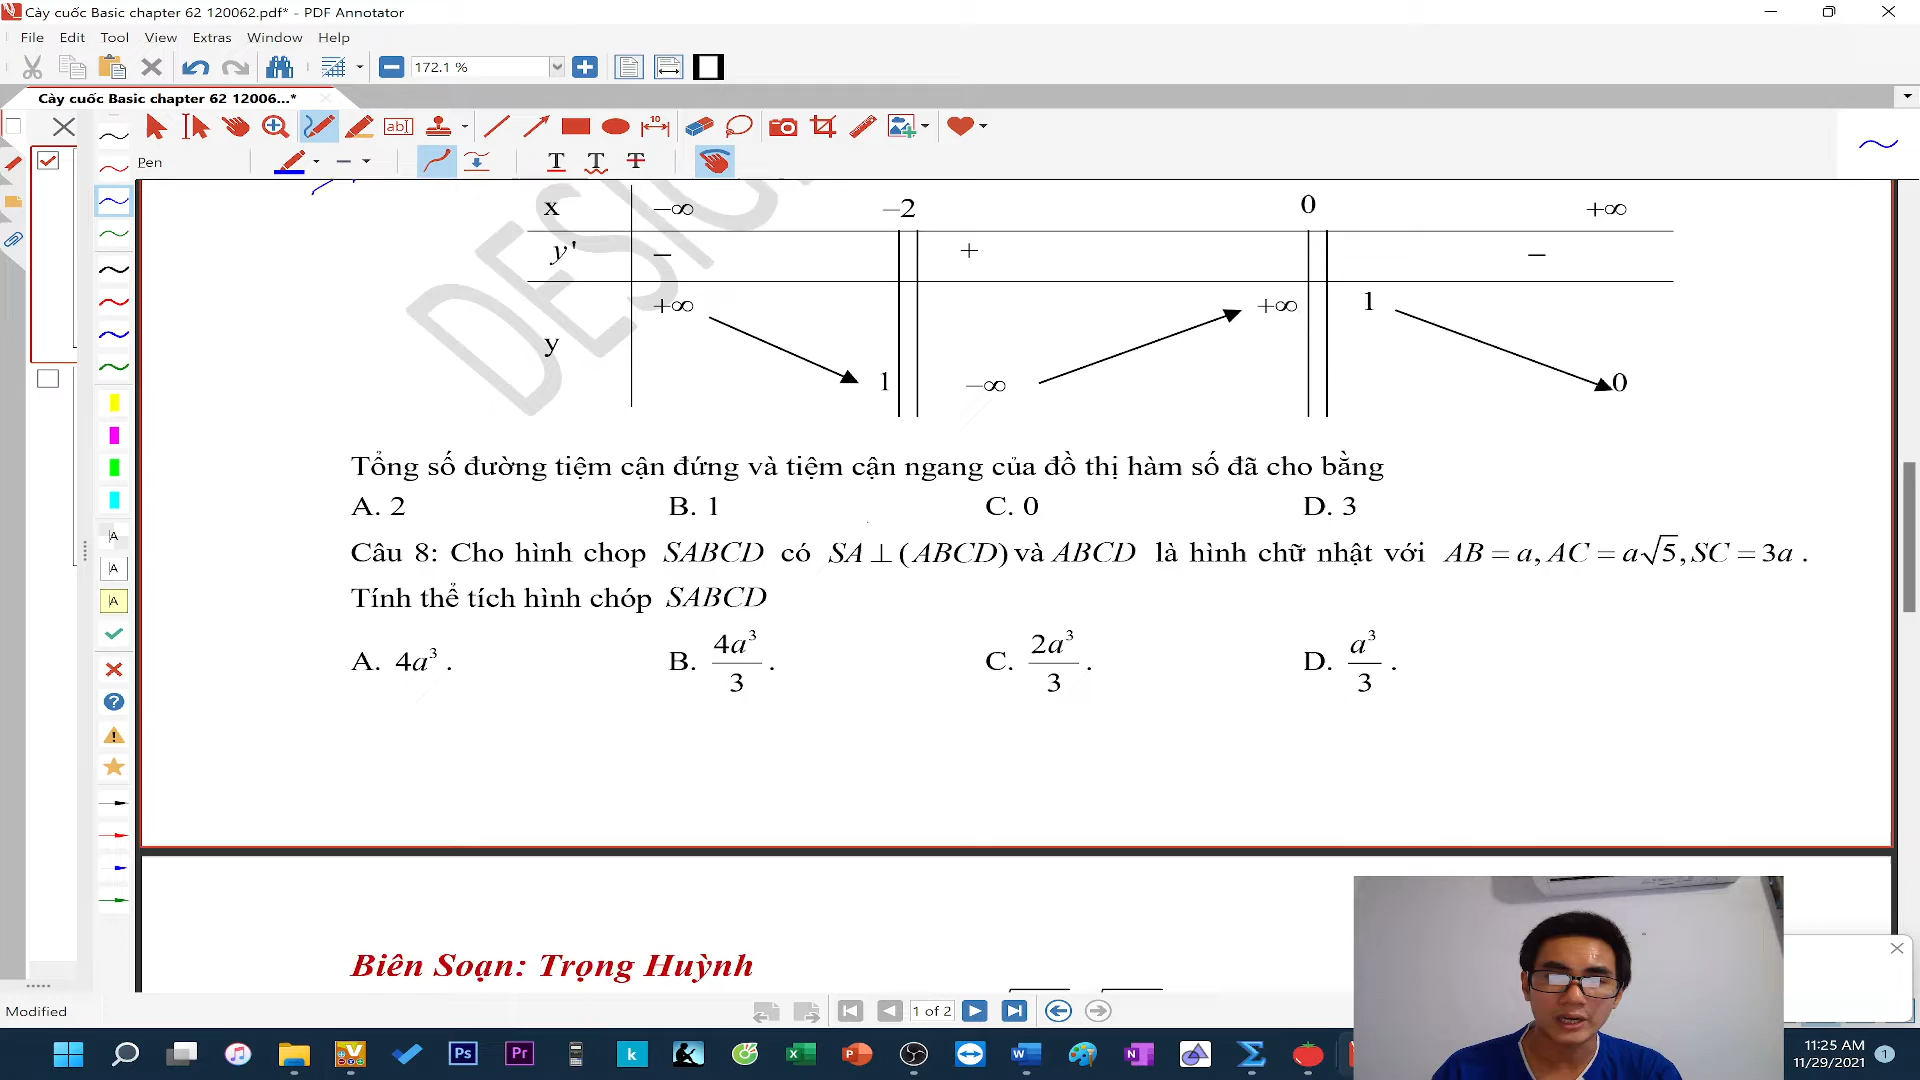 Cày cuốc Basic chapter 62 120062.pdf* - PDF Annotator
File Edit Tool View Extras Window Help
172.1 %
Cày cuốc Basic chapter 62 12006...*
Pen
DESIG
x −∞ −2 0 +∞
y' − + −
+∞ +∞ 1
y
1 −∞ 0
Tổng số đường tiệm cận đứng và tiệm cận ngang của đồ thị hàm số đã cho bằng
A. 2 B. 1 C. 0 D. 3
Câu 8: Cho hình chop SABCD có SA ⊥ (ABCD) và ABCD là hình chữ nhật với AB = a, AC = a√5, SC = 3a .
Tính thể tích hình chóp SABCD
A. 4a³ . B. 4a³/3 . C. 2a³/3 . D. a³/3 .
Biên Soạn: Trọng Huỳnh
Modified
1 of 2
11:25 AM
11/29/2021
1